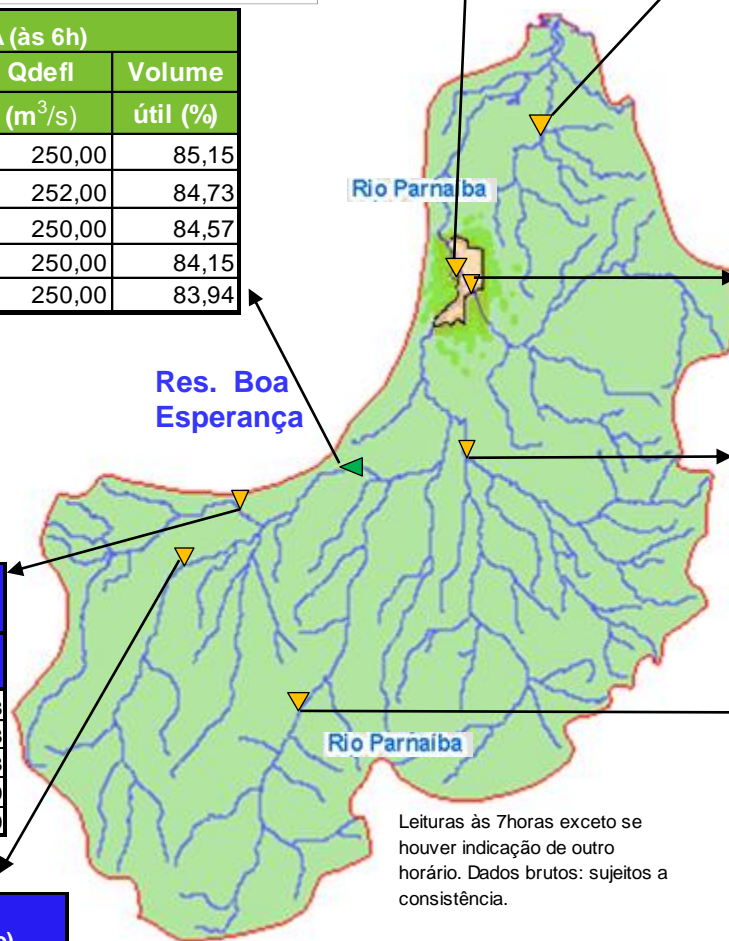 (às 6h)
Qdefl Volume
(m³/s) útil (%)
250,00 85,15
252,00 84,73
250,00 84,57
250,00 84,15
250,00 83,94
Rio Parnaíba
Res. Boa
Esperança
Rio Parnaíba
Leituras às 7horas exceto se
houver indicação de outro
horário. Dados brutos: sujeitos a
consistência.